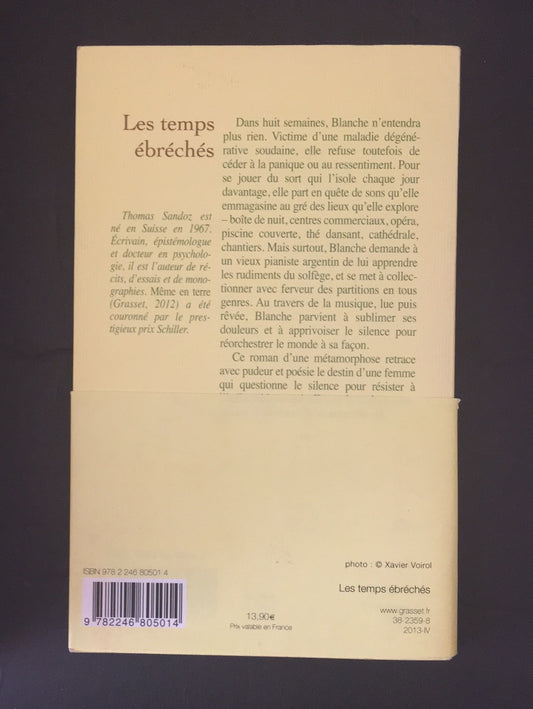 Les temps
ébréchés
Thomas Sandoz est
né en Suisse en 1967.
Écrivain, épistémologue
et docteur en psycholo-
gie, il est l'auteur de ré-
cits, d'essais et de mono-
graphies. Même en terre
(Grasset, 2012) a été
couronné par le pres-
tigieux prix Schiller.
Dans huit semaines, Blanche n'entendra
plus rien. Victime d'une maladie dégéné-
rative soudaine, elle refuse toutefois de
céder à la panique ou au ressentiment. Pour
se jouer du sort qui l'isole chaque jour
davantage, elle part en quête de sons qu'elle
emmagasine au gré des lieux qu'elle explore
– boîte de nuit, centres commerciaux, opéra,
piscine couverte, thé dansant, cathédrale,
chantiers. Mais surtout, Blanche demande à
un vieux pianiste argentin de lui apprendre
les rudiments du solfège, et se met à collec-
tionner avec ferveur des partitions en tous
genres. Au travers de la musique, lue puis
rêvée, Blanche parvient à sublimer ses
douleurs et à apprivoiser le silence pour
réorchestrer le monde à sa façon.
Ce roman d'une métamorphose retrace
avec pudeur et poésie le destin d'une femme
qui questionne le silence pour résister à
photo : © Xavier Voirol
Les temps ébréchés
www.grasset.fr
38-2359-8
2013-IV
ISBN 978 2 246 80501 4
9 782246 805014
13,90€
Prix valable en France